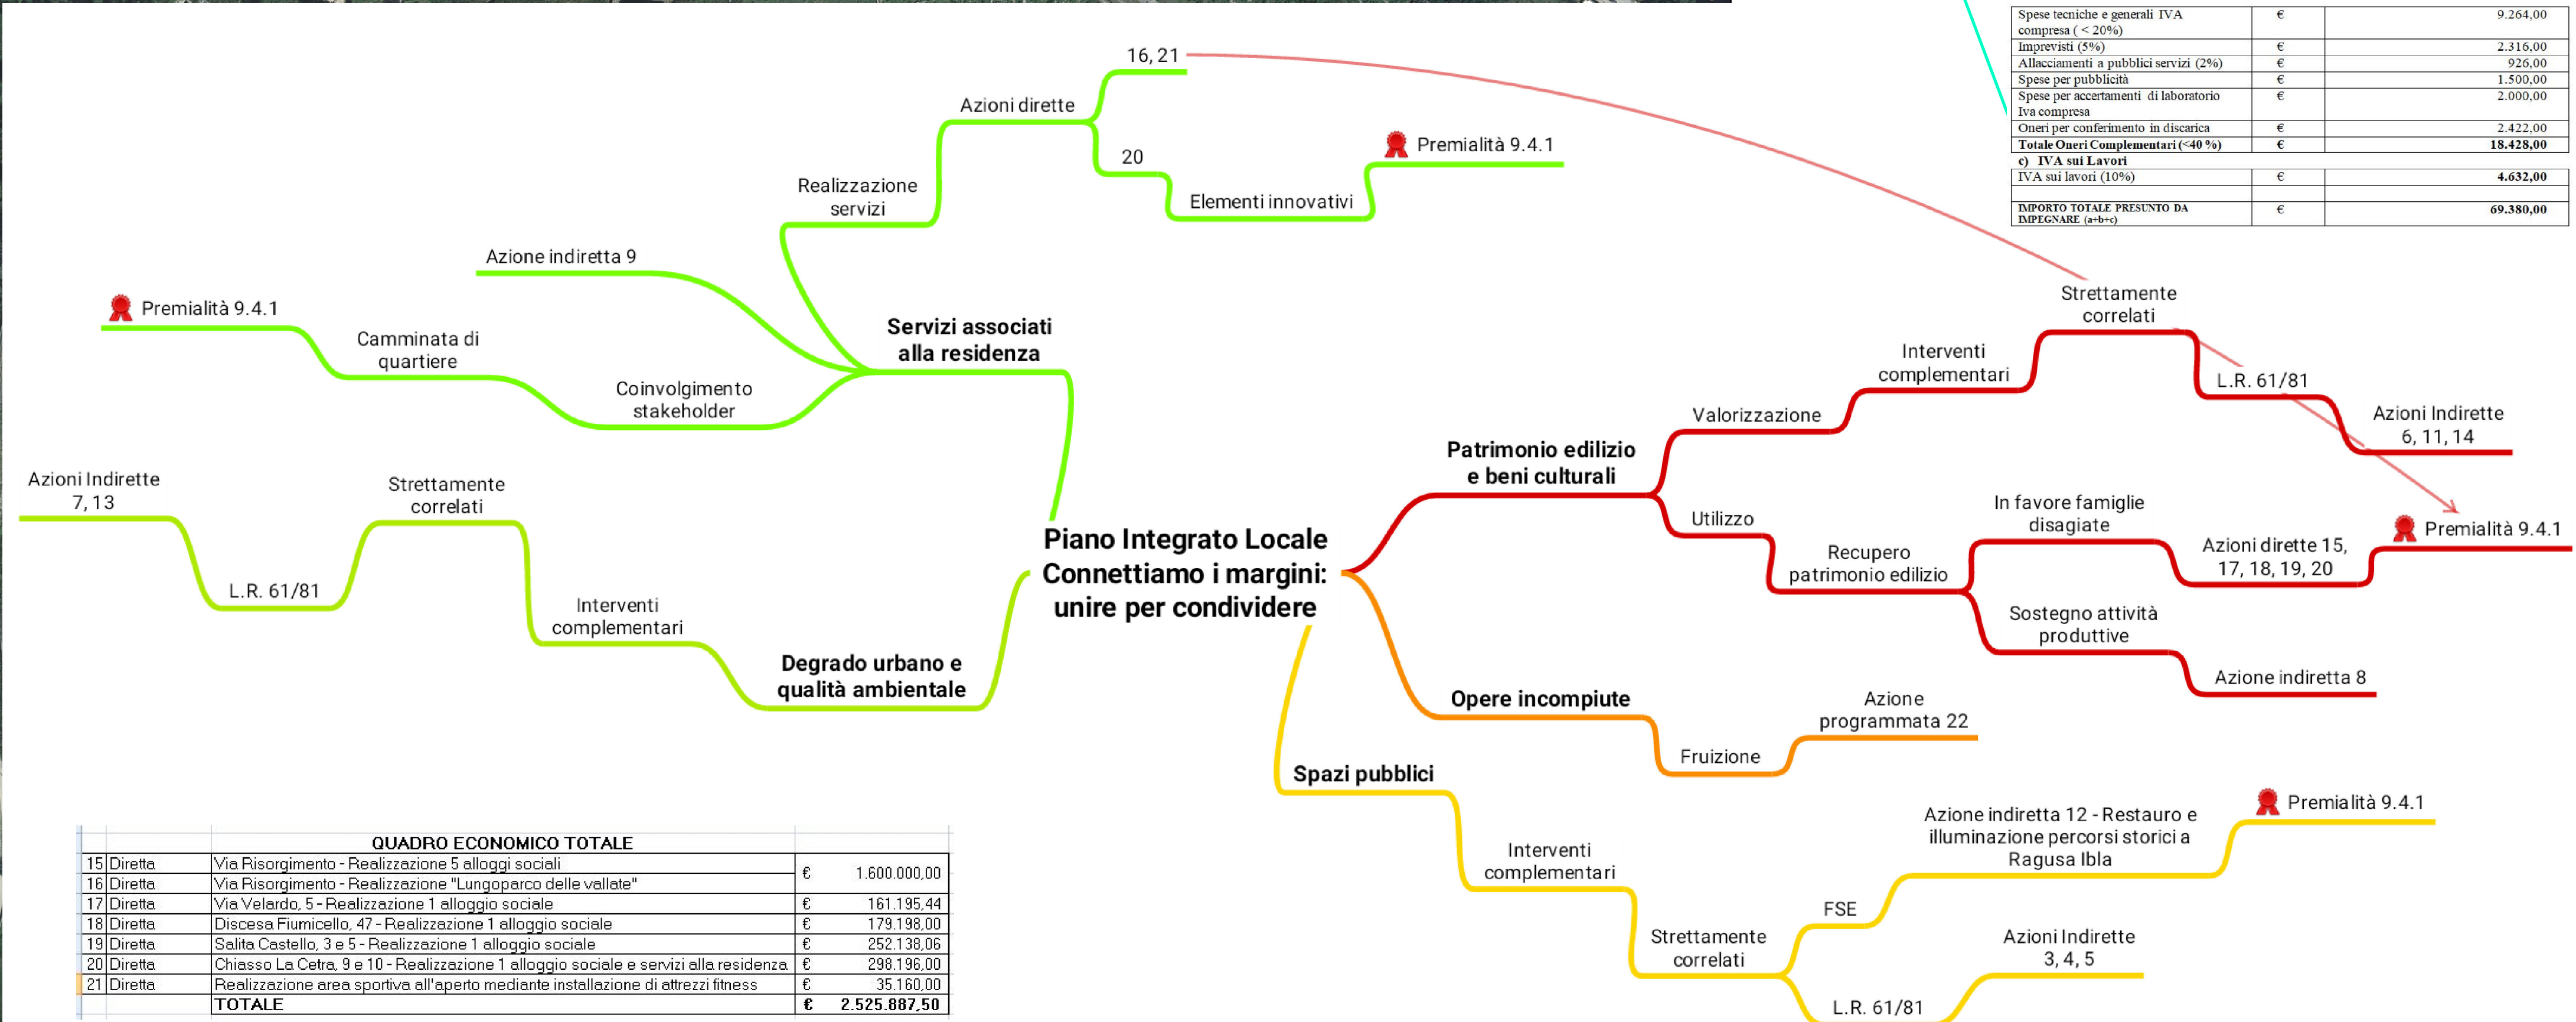 Spese tecniche e generali IVA € 9.264,00
compresa ( < 20%)
Imprevisti (5%) € 2.316,00
Allacciamenti a pubblici servizi (2%) € 926,00
Spese per pubblicità € 1.500,00
Spese per accertamenti di laboratorio € 2.000,00
Iva compresa
Oneri per conferimento in discarica € 2.422,00
Totale Oneri Complementari (<40 %) € 18.428,00
c) IVA sui Lavori
IVA sui lavori (10%) € 4.632,00
IMPORTO TOTALE PRESUNTO DA € 69.380,00
IMPEGNARE (a+b+c)
16, 21
Azioni dirette
20
Premialità 9.4.1
Elementi innovativi
Realizzazione
servizi
Azione indiretta 9
Premialità 9.4.1
Camminata di
quartiere
Coinvolgimento
stakeholder
Servizi associati
alla residenza
Azioni Indirette
7, 13
Strettamente
correlati
L.R. 61/81
Interventi
complementari
Degrado urbano e
qualità ambientale
Piano Integrato Locale
Connettiamo i margini:
unire per condividere
Patrimonio edilizio
e beni culturali
Valorizzazione
Interventi
complementari
Strettamente
correlati
L.R. 61/81
Azioni Indirette
6, 11, 14
Utilizzo
Recupero
patrimonio edilizio
In favore famiglie
disagiate
Azioni dirette 15,
17, 18, 19, 20
Premialità 9.4.1
Sostegno attività
produttive
Azione indiretta 8
Opere incompiute
Fruizione
Azione
programmata 22
Spazi pubblici
Interventi
complementari
Strettamente
correlati
FSE
Azione indiretta 12 - Restauro e
illuminazione percorsi storici a
Ragusa Ibla
Premialità 9.4.1
L.R. 61/81
Azioni Indirette
3, 4, 5
QUADRO ECONOMICO TOTALE
15 Diretta Via Risorgimento - Realizzazione 5 alloggi sociali
€ 1.600.000,00
16 Diretta Via Risorgimento - Realizzazione "Lungoparco delle vallate"
17 Diretta Via Velardo, 5 - Realizzazione 1 alloggio sociale € 161.195,44
18 Diretta Discesa Fiumicello, 47 - Realizzazione 1 alloggio sociale € 179.198,00
19 Diretta Salita Castello, 3 e 5 - Realizzazione 1 alloggio sociale € 252.138,06
20 Diretta Chiasso La Cetra, 9 e 10 - Realizzazione 1 alloggio sociale e servizi alla residenza € 298.196,00
21 Diretta Realizzazione area sportiva all'aperto mediante installazione di attrezzi fitness € 35.160,00
TOTALE € 2.525.887,50